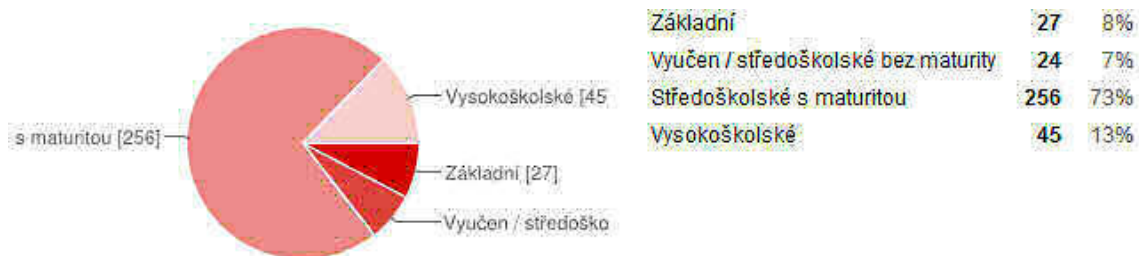 s maturitou [256]
Vysokoškolské [45
Základní [27]
Vyučen / středoško
Základní 27 8%
Vyučen / středoškolské bez maturity 24 7%
Středoškolské s maturitou 256 73%
Vysokoškolské 45 13%